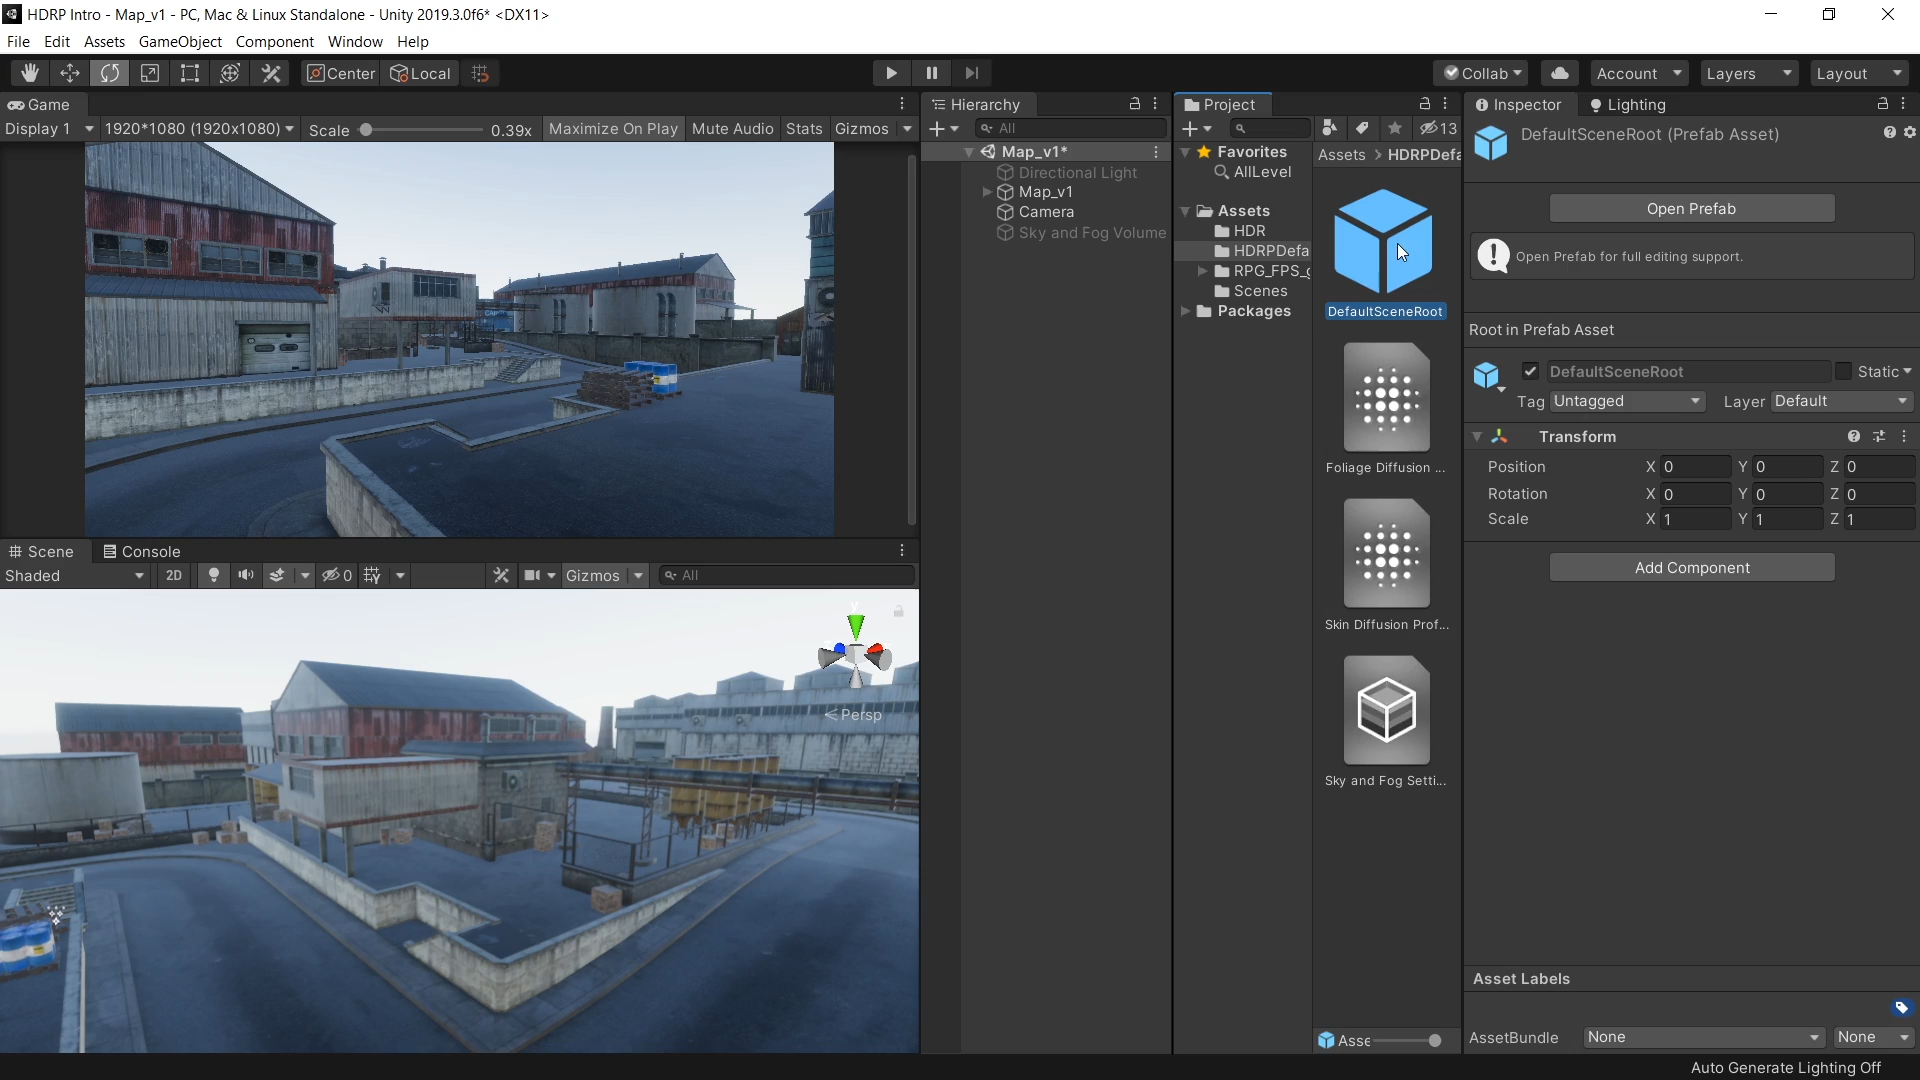 HDRP Intro - Map_v1 - PC, Mac & Linux Standalone - Unity 2019.3.0f6* <DX11>
File Edit Assets GameObject Component Window Help
Center Local Collab Account Layers Layout
Game
Display 1 1920*1080 (1920x1080) Scale 0.39x Maximize On Play Mute Audio Stats Gizmos
Scene Console
Shaded 2D 0 Gizmos All
y
< Persp
Hierarchy
All
Map_v1*
Directional Light
Map_v1
Camera
Sky and Fog Volume
Project
13
Favorites
AllLevel
Assets
HDR
HDRPDefa
RPG_FPS_g
Scenes
Packages
Assets > HDRPDefa
DefaultSceneRoot
Foliage Diffusion ...
Skin Diffusion Prof...
Sky and Fog Setti...
Asse
Inspector Lighting
DefaultSceneRoot (Prefab Asset)
Open Prefab
Open Prefab for full editing support.
Root in Prefab Asset
DefaultSceneRoot Static
Tag Untagged Layer Default
Transform
Position X 0 Y 0 Z 0
Rotation X 0 Y 0 Z 0
Scale X 1 Y 1 Z 1
Add Component
Asset Labels
AssetBundle None None
Auto Generate Lighting Off